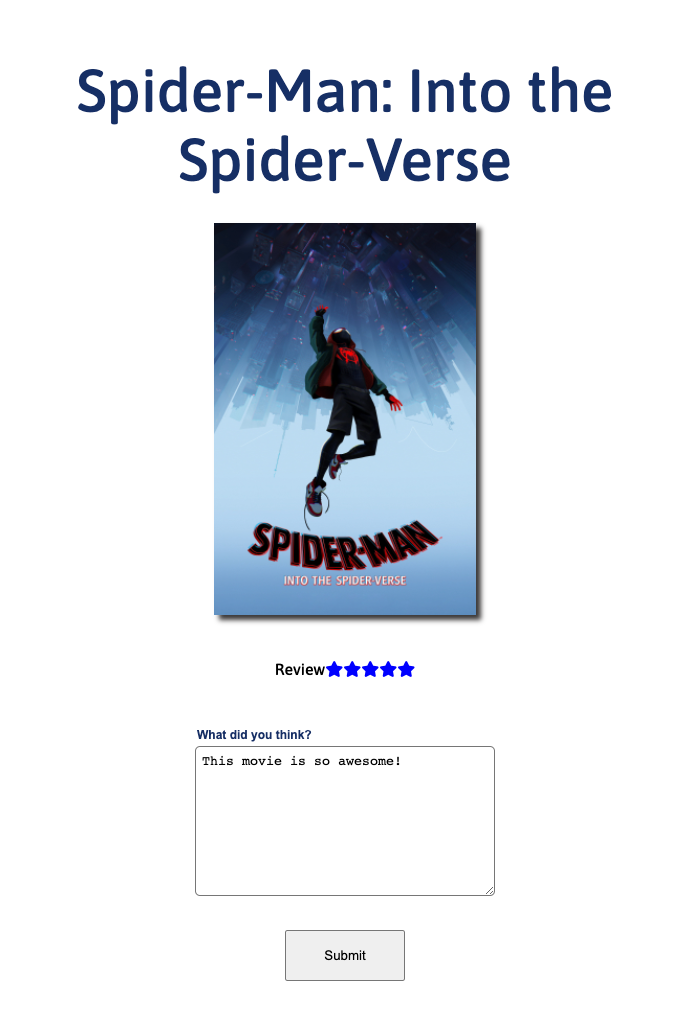 Spider-Man: Into the
Spider-Verse
SPIDER-MAN
INTO THE SPIDER-VERSE
Review
What did you think?
This movie is so awesome!
Submit